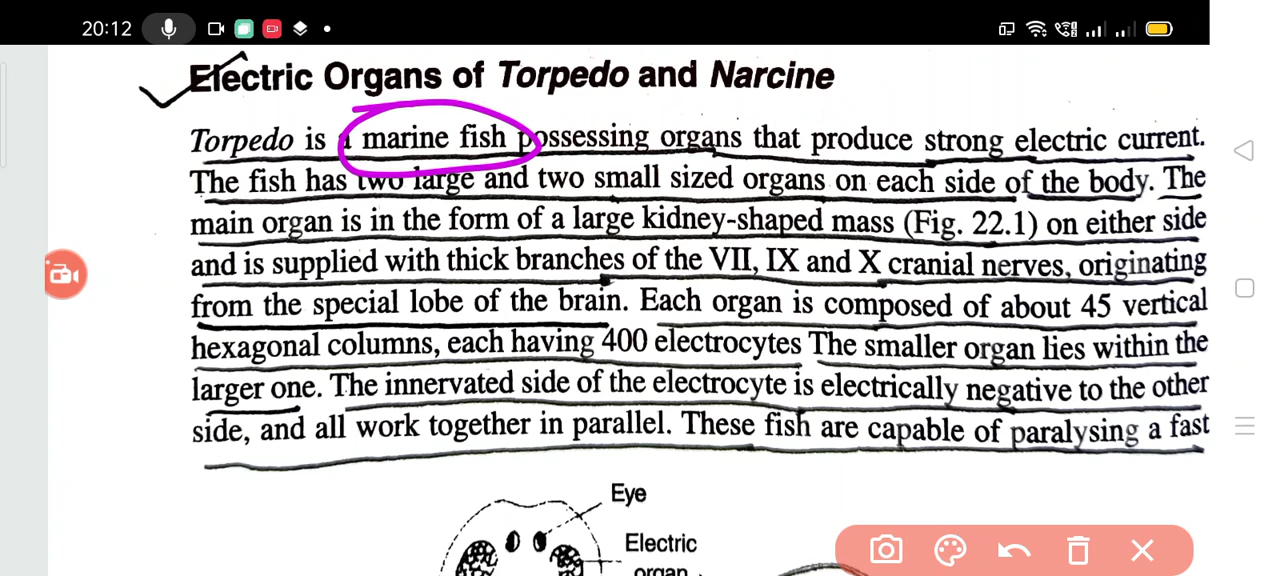 20:12
Electric Organs of Torpedo and Narcine
Torpedo is a marine fish possessing organs that produce strong electric current.
The fish has two large and two small sized organs on each side of the body. The
main organ is in the form of a large kidney-shaped mass (Fig. 22.1) on either side
and is supplied with thick branches of the VII, IX and X cranial nerves, originating
from the special lobe of the brain. Each organ is composed of about 45 vertical
hexagonal columns, each having 400 electrocytes The smaller organ lies within the
larger one. The innervated side of the electrocyte is electrically negative to the other
side, and all work together in parallel. These fish are capable of paralysing a fast
Eye
Electric
organ